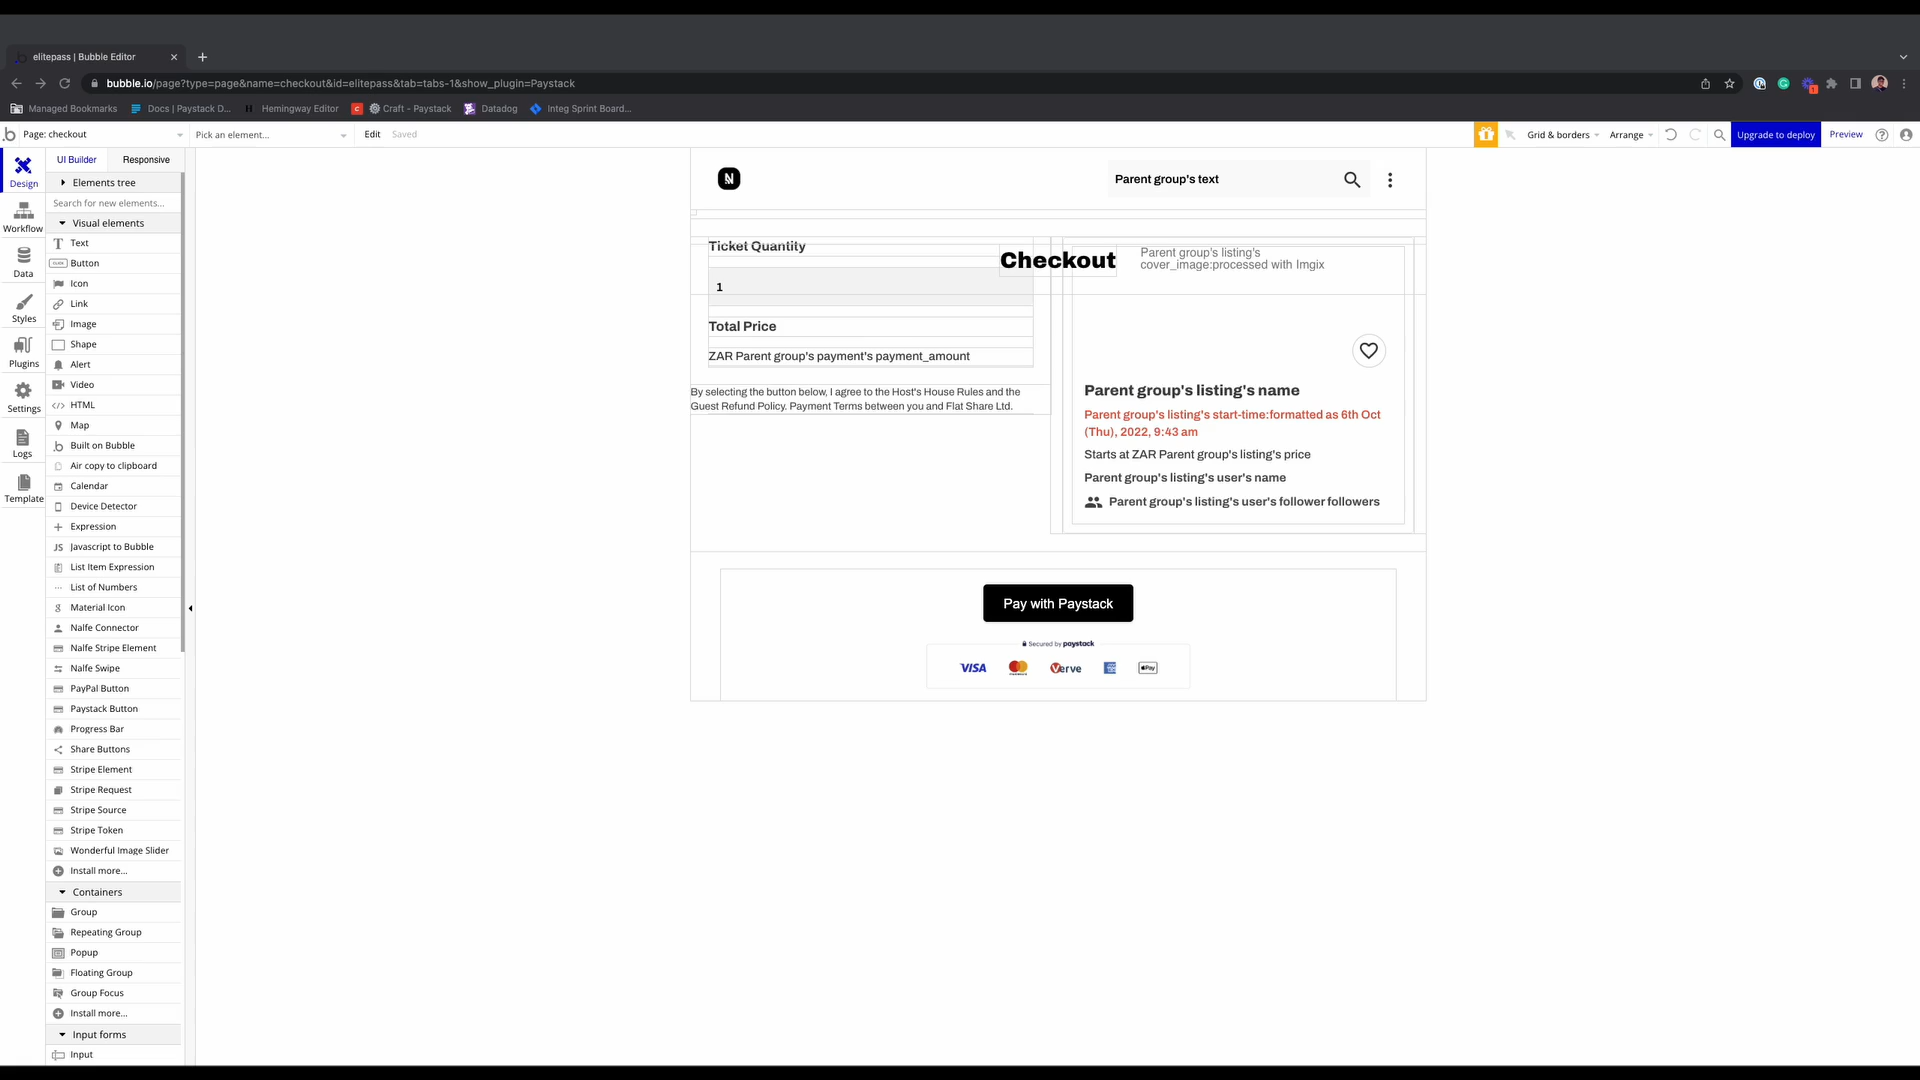 elitepass | Bubble Editor
bubble.io/page?type=page&name=checkout&id=elitepass&tab=tabs-1&show_plugin=Paystack
Managed Bookmarks
Docs | Paystack D...
H Hemingway Editor
C Craft - Paystack
Datadog
Integ Sprint Board...
Page: checkout
Pick an element...
Edit
Saved
Grid & borders
Arrange
Upgrade to deploy
Preview
Design
Workflow
Data
Styles
Plugins
Settings
Logs
Template
UI Builder
Responsive
Elements tree
Search for new elements...
Visual elements
Text
CLICK Button
Icon
Link
Image
Shape
Alert
Video
HTML
Map
Built on Bubble
Air copy to clipboard
Calendar
Device Detector
Expression
JS Javascript to Bubble
List Item Expression
List of Numbers
Material Icon
Nalfe Connector
Nalfe Stripe Element
Nalfe Swipe
PayPal Button
Paystack Button
Progress Bar
Share Buttons
Stripe Element
Stripe Request
Stripe Source
Stripe Token
Wonderful Image Slider
Install more...
Containers
Group
Repeating Group
Popup
Floating Group
Group Focus
Install more...
Input forms
Input
N
Parent group's text
Ticket Quantity
1
Total Price
ZAR Parent group's payment's payment_amount
By selecting the button below, I agree to the Host's House Rules and the
Guest Refund Policy. Payment Terms between you and Flat Share Ltd.
Checkout
Parent group's listing's
cover_image:processed with Imgix
Parent group's listing's name
Parent group's listing's start-time:formatted as 6th Oct
(Thu), 2022, 9:43 am
Starts at ZAR Parent group's listing's price
Parent group's listing's user's name
Parent group's listing's user's follower followers
Pay with Paystack
Secured by paystack
VISA
Verve
Pay